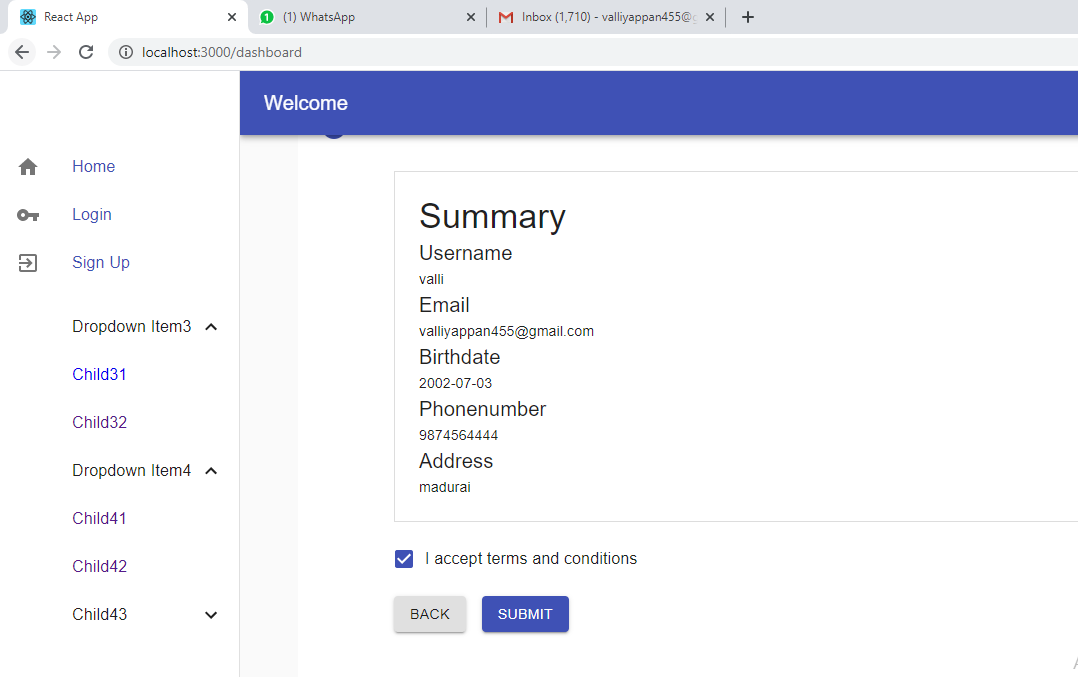 React App
1
(1) WhatsApp
Inbox (1,710) - valliyappan455@
localhost:3000/dashboard
Welcome
Home
Login
Sign Up
Dropdown Item3
Child31
Child32
Dropdown Item4
Child41
Child42
Child43
Summary
Username
valli
Email
valliyappan455@gmail.com
Birthdate
2002-07-03
Phonenumber
9874564444
Address
madurai
I accept terms and conditions
BACK
SUBMIT